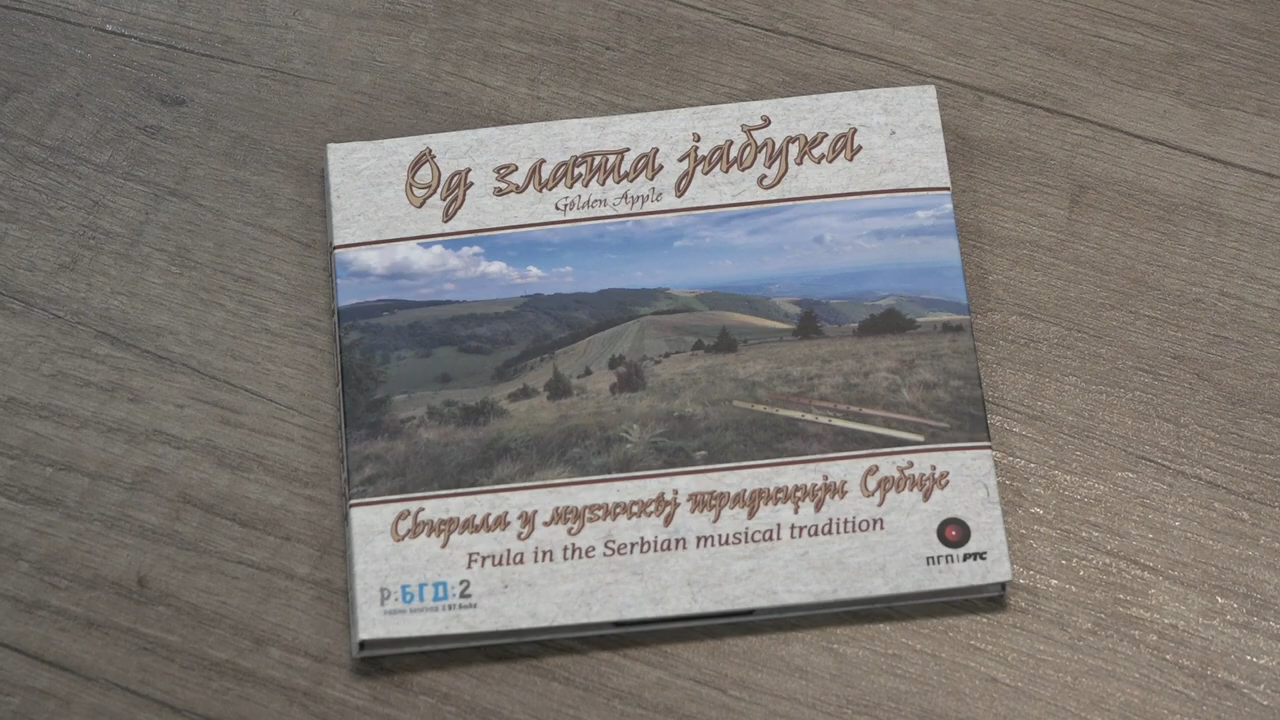 Од злата јабука
Golden Apple
Свирала у музичкој традицији Србије
Frula in the Serbian musical tradition
р:БГД:2
ПГП РТС